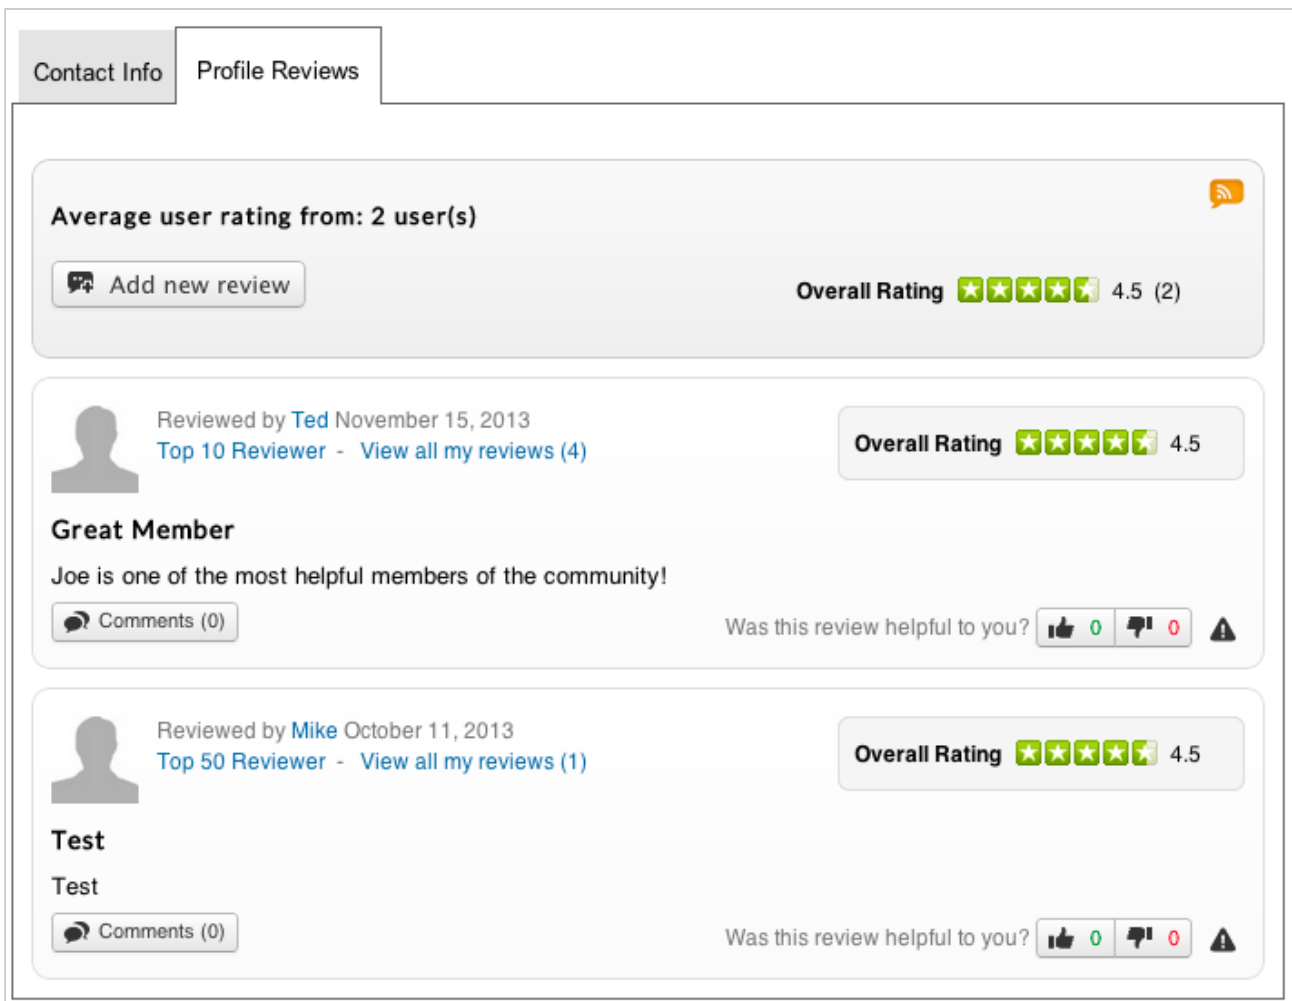 Contact Info
Profile Reviews
Average user rating from: 2 user(s)
Add new review
Overall Rating 4.5 (2)
Reviewed by Ted November 15, 2013
Top 10 Reviewer - View all my reviews (4)
Overall Rating 4.5
Great Member
Joe is one of the most helpful members of the community!
Comments (0)
Was this review helpful to you? 0 0
Reviewed by Mike October 11, 2013
Top 50 Reviewer - View all my reviews (1)
Overall Rating 4.5
Test
Test
Comments (0)
Was this review helpful to you? 0 0